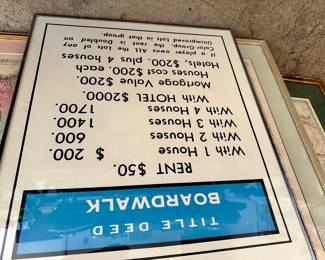 TITLE DEED
BOARDWALK
RENT $50.
With 1 House $ 200.
With 2 Houses 600.
With 3 Houses 1400.
With 4 Houses 1700.
With HOTEL $2000.
Mortgage Value $200.
Houses cost $200. each
Hotels, $200. plus 4 houses
If a player owns ALL the Lots of any
Color-Group, the rent is Doubled on
Unimproved Lots in that group.